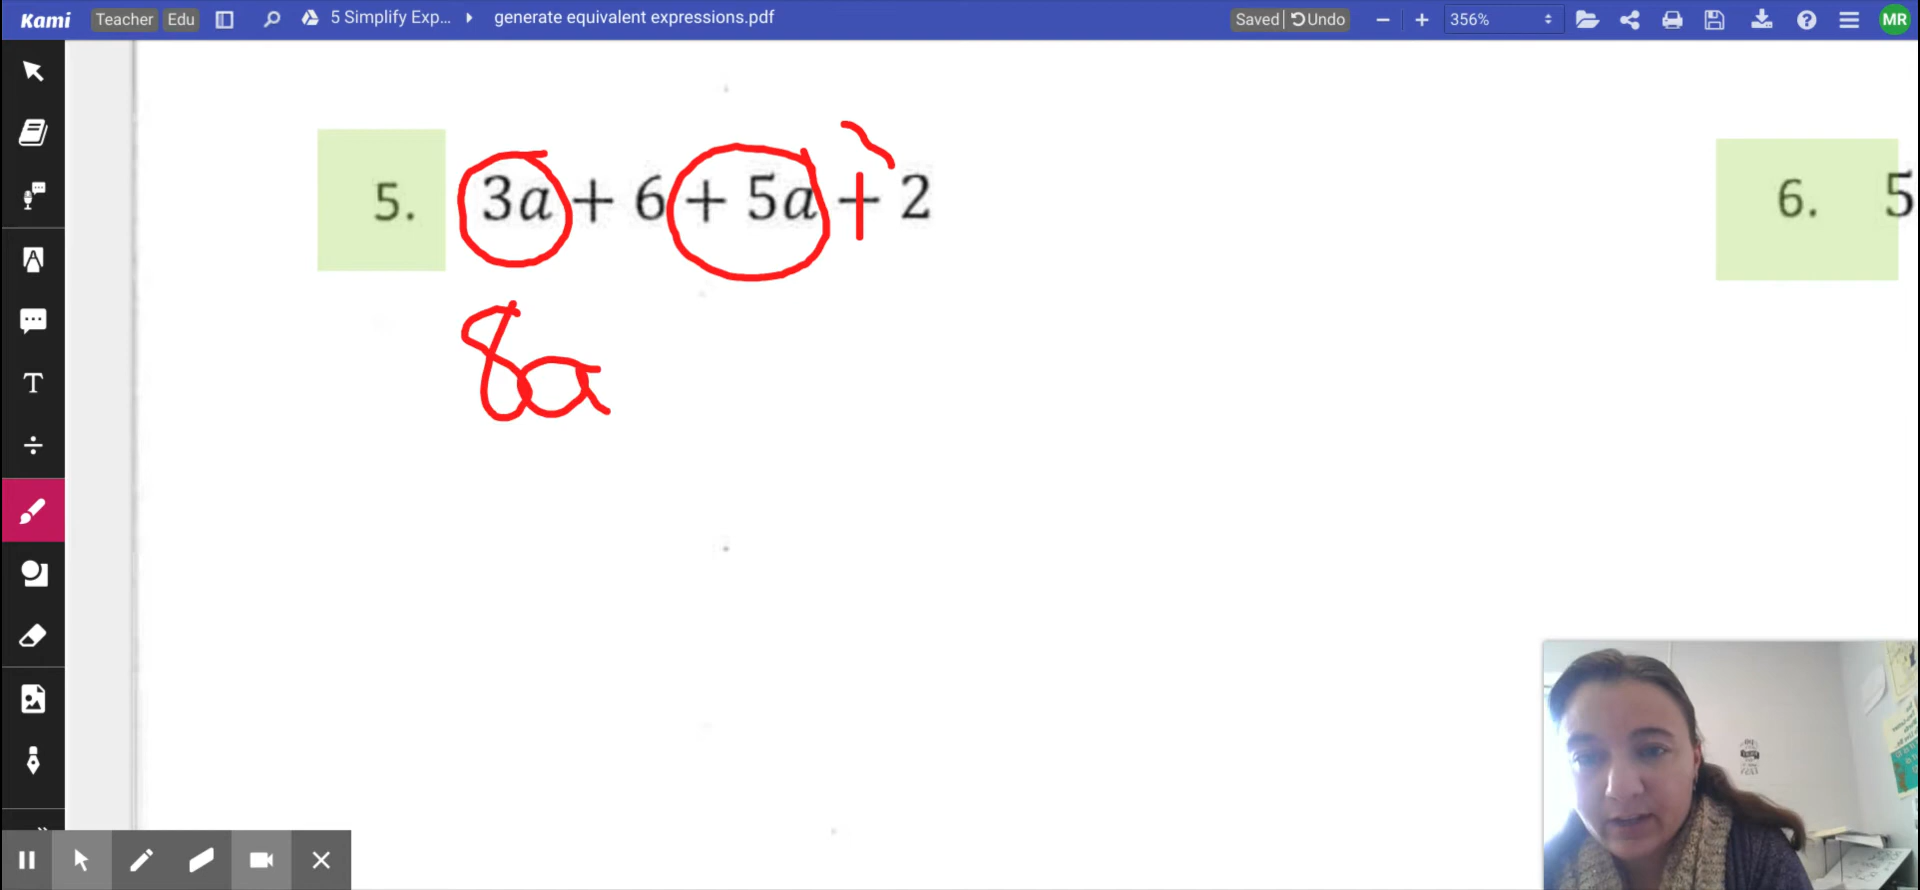 Kami Teacher Edu 5 Simplify Exp... generate equivalent expressions.pdf Saved Undo 356% MR
5. 3a + 6 + 5a + 2
6. 5
8a